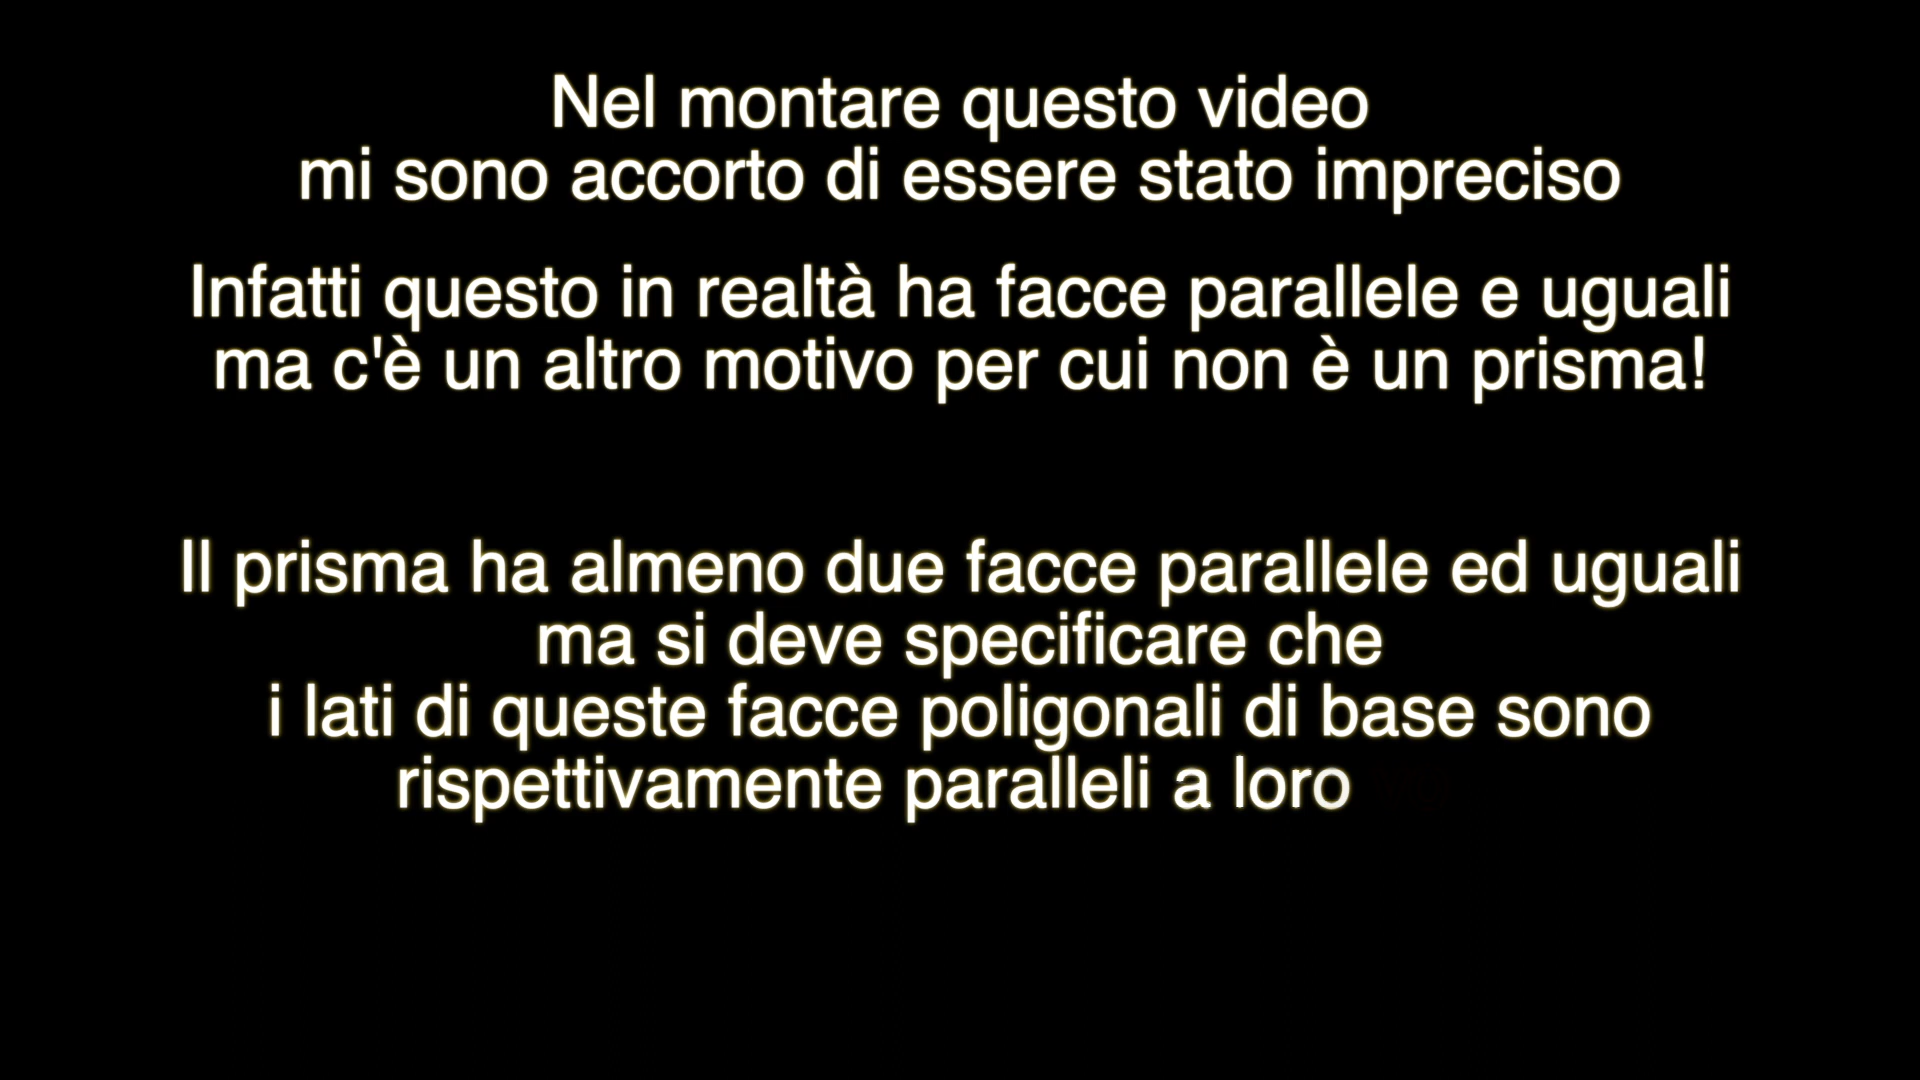 Nel montare questo video
mi sono accorto di essere stato impreciso
Infatti questo in realtà ha facce parallele e uguali
ma c'è un altro motivo per cui non è un prisma!
Il prisma ha almeno due facce parallele ed uguali
ma si deve specificare che
i lati di queste facce poligonali di base sono
rispettivamente paralleli a loro